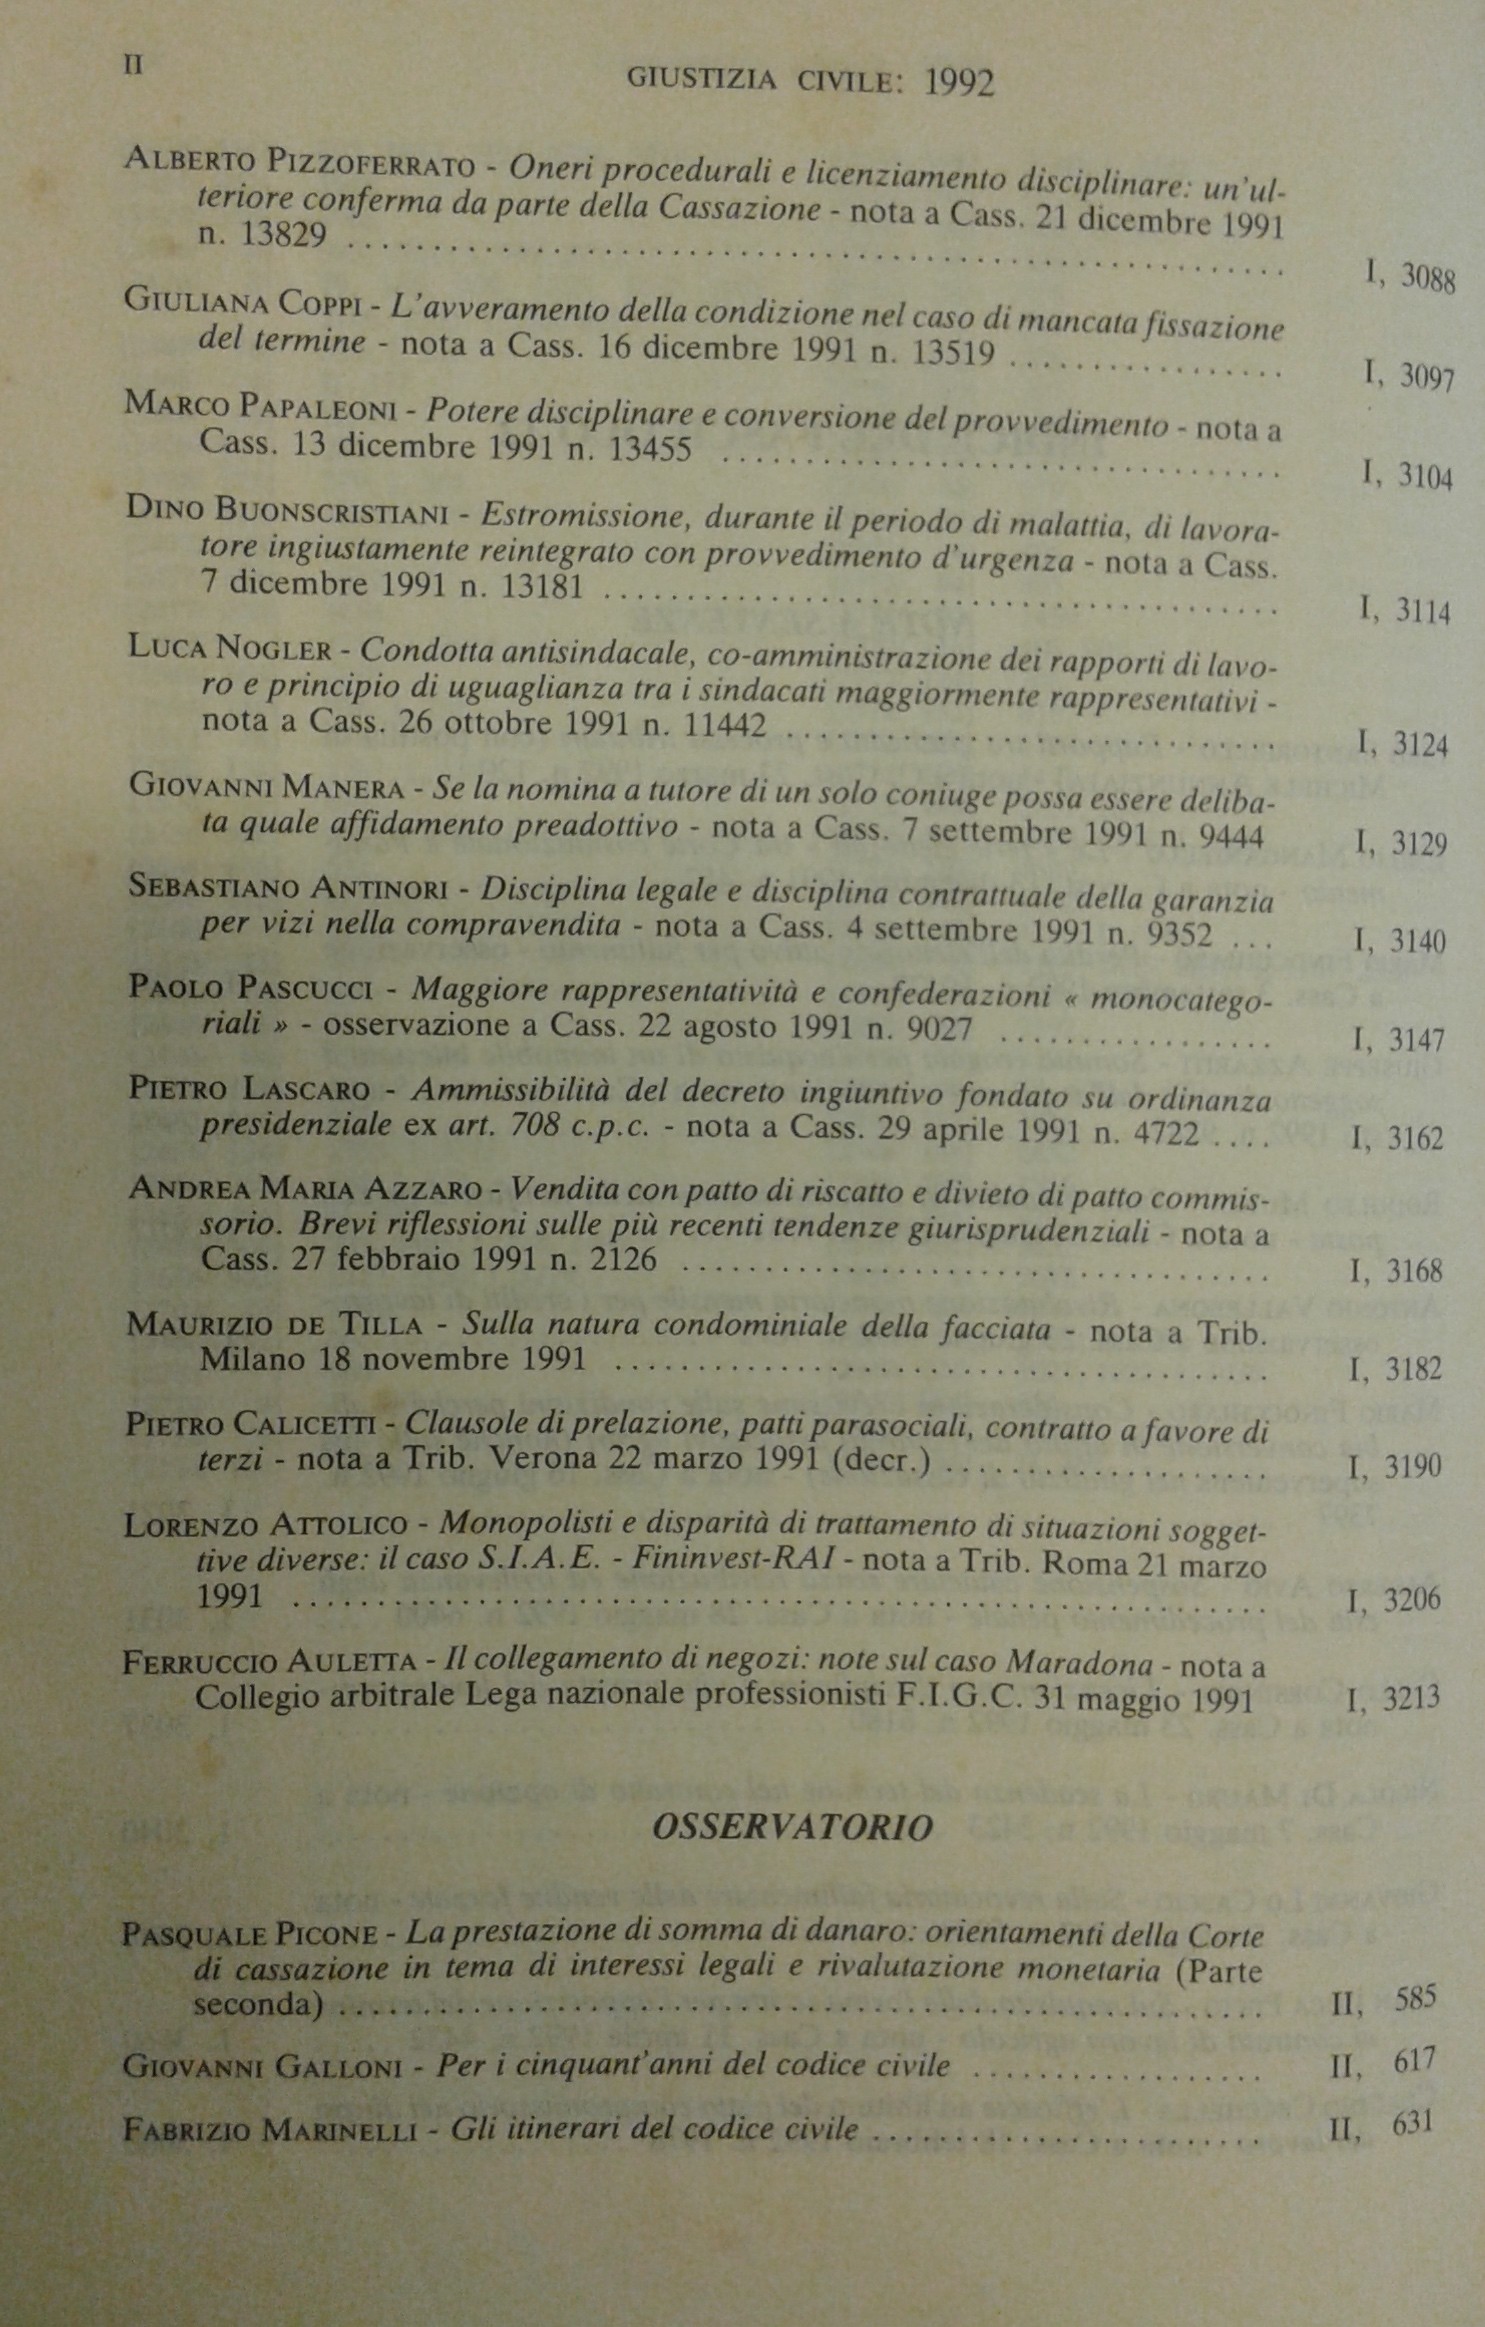 II
GIUSTIZIA CIVILE: 1992
ALBERTO PIZZOFERRATO - Oneri procedurali e licenziamento disciplinare: un'ul-
teriore conferma da parte della Cassazione - nota a Cass. 21 dicembre 1991
n. 13829 ........................................................ I, 3088
GIULIANA COPPI - L'avveramento della condizione nel caso di mancata fissazione
del termine - nota a Cass. 16 dicembre 1991 n. 13519 ................. I, 3097
MARCO PAPALEONI - Potere disciplinare e conversione del provvedimento - nota a
Cass. 13 dicembre 1991 n. 13455 .................................. I, 3104
DINO BUONSCRISTIANI - Estromissione, durante il periodo di malattia, di lavora-
tore ingiustamente reintegrato con provvedimento d'urgenza - nota a Cass.
7 dicembre 1991 n. 13181 ......................................... I, 3114
LUCA NOGLER - Condotta antisindacale, co-amministrazione dei rapporti di lavo-
ro e principio di uguaglianza tra i sindacati maggiormente rappresentativi -
nota a Cass. 26 ottobre 1991 n. 11442 .............................. I, 3124
GIOVANNI MANERA - Se la nomina a tutore di un solo coniuge possa essere deliba-
ta quale affidamento preadottivo - nota a Cass. 7 settembre 1991 n. 9444 I, 3129
SEBASTIANO ANTINORI - Disciplina legale e disciplina contrattuale della garanzia
per vizi nella compravendita - nota a Cass. 4 settembre 1991 n. 9352 ... I, 3140
PAOLO PASCUCCI - Maggiore rappresentatività e confederazioni « monocatego-
riali » - osservazione a Cass. 22 agosto 1991 n. 9027 ................. I, 3147
PIETRO LASCARO - Ammissibilità del decreto ingiuntivo fondato su ordinanza
presidenziale ex art. 708 c.p.c. - nota a Cass. 29 aprile 1991 n. 4722 .... I, 3162
ANDREA MARIA AZZARO - Vendita con patto di riscatto e divieto di patto commis-
sorio. Brevi riflessioni sulle più recenti tendenze giurisprudenziali - nota a
Cass. 27 febbraio 1991 n. 2126 .................................... I, 3168
MAURIZIO DE TILLA - Sulla natura condominiale della facciata - nota a Trib.
Milano 18 novembre 1991 ........................................ I, 3182
PIETRO CALICETTI - Clausole di prelazione, patti parasociali, contratto a favore di
terzi - nota a Trib. Verona 22 marzo 1991 (decr.) .................... I, 3190
LORENZO ATTOLICO - Monopolisti e disparità di trattamento di situazioni sogget-
tive diverse: il caso S.I.A.E. - Fininvest-RAI - nota a Trib. Roma 21 marzo
1991 ........................................................... I, 3206
FERRUCCIO AULETTA - Il collegamento di negozi: note sul caso Maradona - nota a
Collegio arbitrale Lega nazionale professionisti F.I.G.C. 31 maggio 1991 I, 3213
OSSERVATORIO
PASQUALE PICONE - La prestazione di somma di danaro: orientamenti della Corte
di cassazione in tema di interessi legali e rivalutazione monetaria (Parte
seconda) ........................................................ II, 585
GIOVANNI GALLONI - Per i cinquant'anni del codice civile .................. II, 617
FABRIZIO MARINELLI - Gli itinerari del codice civile ........................ II, 631